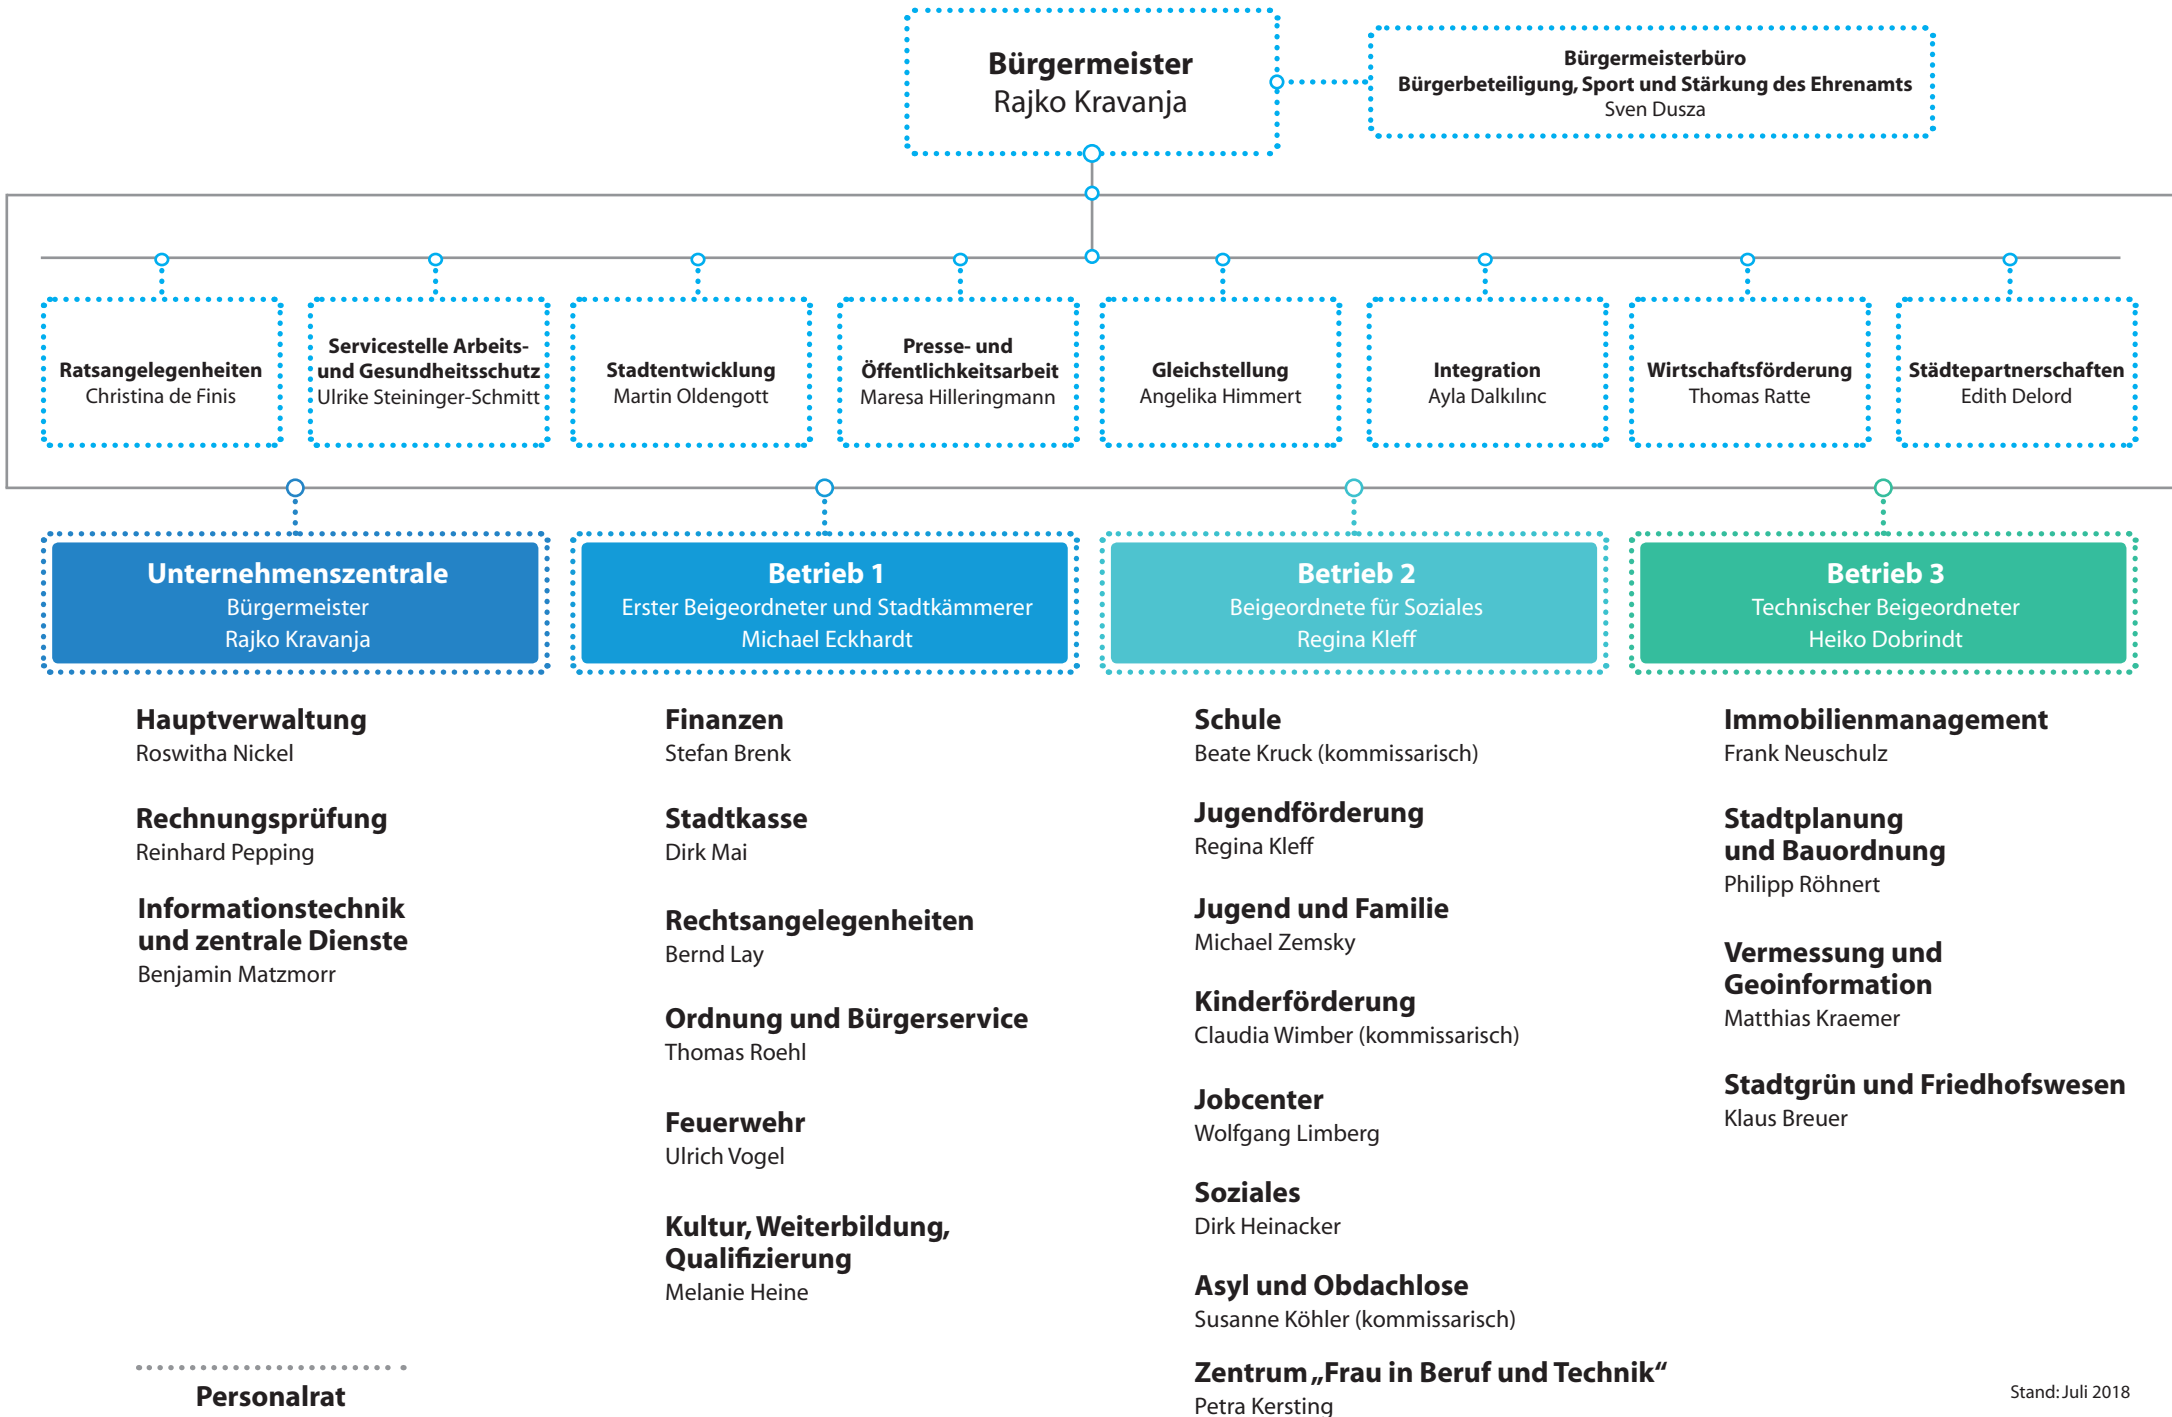 Bürgermeister
Rajko Kravanja
Bürgermeisterbüro
Bürgerbeteiligung, Sport und Stärkung des Ehrenamts
Sven Dusza
Ratsangelegenheiten
Christina de Finis
Servicestelle Arbeits-
und Gesundheitsschutz
Ulrike Steininger-Schmitt
Stadtentwicklung
Martin Oldengott
Presse- und
Öffentlichkeitsarbeit
Maresa Hilleringmann
Gleichstellung
Angelika Himmert
Integration
Ayla Dalkılınc
Wirtschaftsförderung
Thomas Ratte
Städtepartnerschaften
Edith Delord
Unternehmenszentrale
Bürgermeister
Rajko Kravanja
Hauptverwaltung
Roswitha Nickel
Rechnungsprüfung
Reinhard Pepping
Informationstechnik
und zentrale Dienste
Benjamin Matzmorr
Personalrat
Betrieb 1
Erster Beigeordneter und Stadtkämmerer
Michael Eckhardt
Finanzen
Stefan Brenk
Stadtkasse
Dirk Mai
Rechtsangelegenheiten
Bernd Lay
Ordnung und Bürgerservice
Thomas Roehl
Feuerwehr
Ulrich Vogel
Kultur, Weiterbildung,
Qualifizierung
Melanie Heine
Betrieb 2
Beigeordnete für Soziales
Regina Kleff
Schule
Beate Kruck (kommissarisch)
Jugendförderung
Regina Kleff
Jugend und Familie
Michael Zemsky
Kinderförderung
Claudia Wimber (kommissarisch)
Jobcenter
Wolfgang Limberg
Soziales
Dirk Heinacker
Asyl und Obdachlose
Susanne Köhler (kommissarisch)
Zentrum „Frau in Beruf und Technik“
Petra Kersting
Betrieb 3
Technischer Beigeordneter
Heiko Dobrindt
Immobilienmanagement
Frank Neuschulz
Stadtplanung
und Bauordnung
Philipp Röhnert
Vermessung und
Geoinformation
Matthias Kraemer
Stadtgrün und Friedhofswesen
Klaus Breuer
Stand: Juli 2018